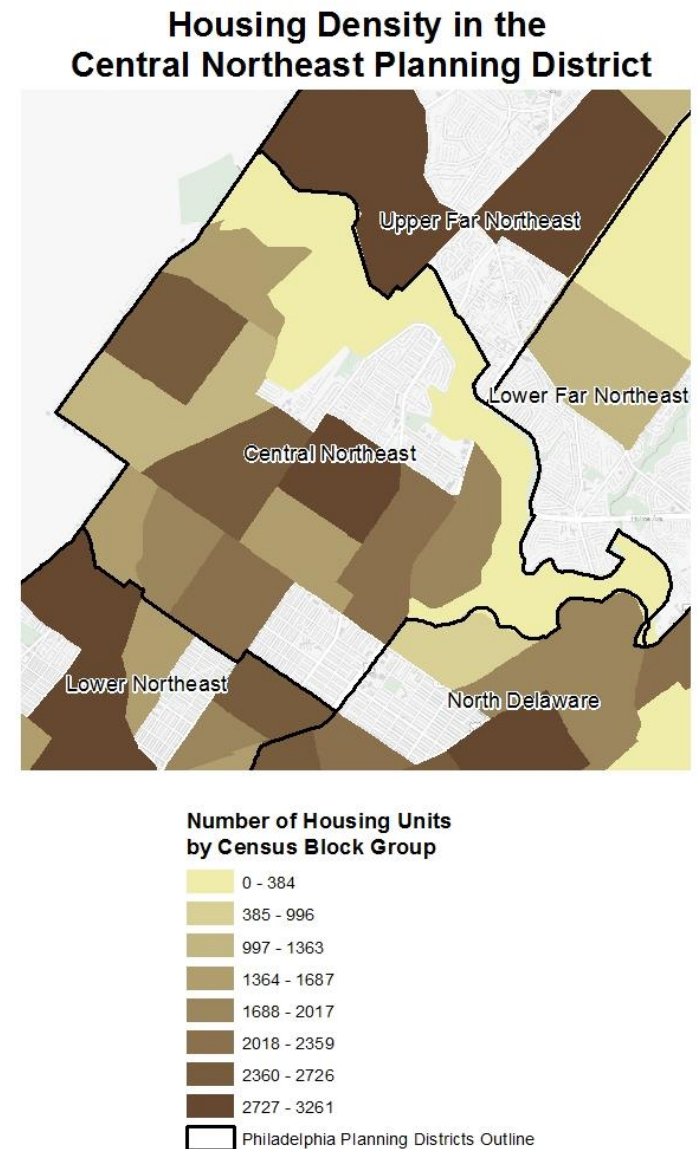 Housing Density in the
Central Northeast Planning District
Upper Far Northeast
Lower Far Northeast
Central Northeast
Lower Northeast
North Delaware
Number of Housing Units
by Census Block Group
0 - 384
385 - 996
997 - 1363
1364 - 1687
1688 - 2017
2018 - 2359
2360 - 2726
2727 - 3261
Philadelphia Planning Districts Outline